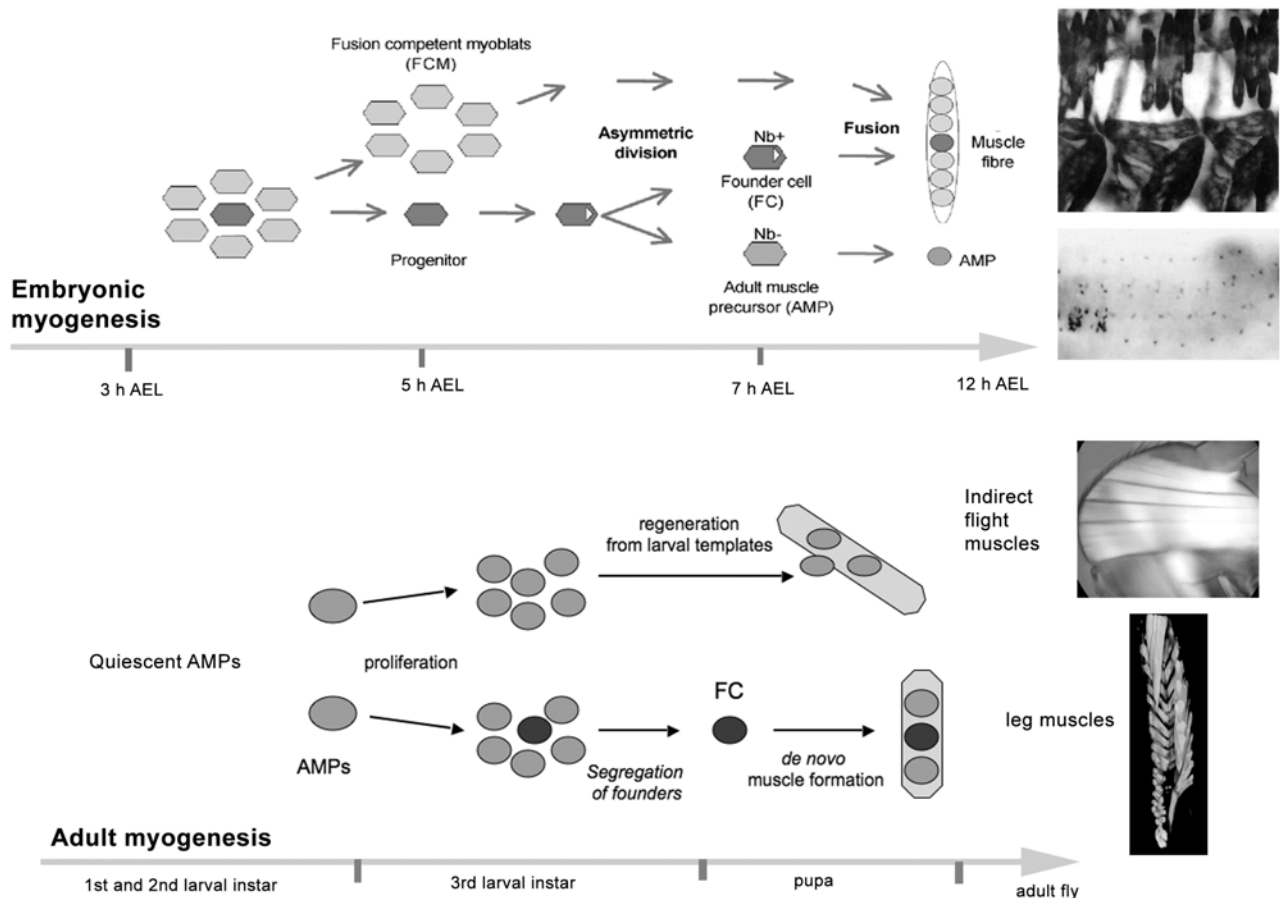 Fusion competent myoblats
(FCM)
Asymmetric
division
Nb+
Fusion
Founder cell
(FC)
Muscle
fibre
Progenitor
Nb-
AMP
Adult muscle
precursor (AMP)
Embryonic
myogenesis
3 h AEL
5 h AEL
7 h AEL
12 h AEL
Indirect
flight
muscles
regeneration
from larval templates
Quiescent AMPs
proliferation
FC
leg muscles
AMPs
Segregation
of founders
de novo
muscle formation
Adult myogenesis
1st and 2nd larval instar
3rd larval instar
pupa
adult fly